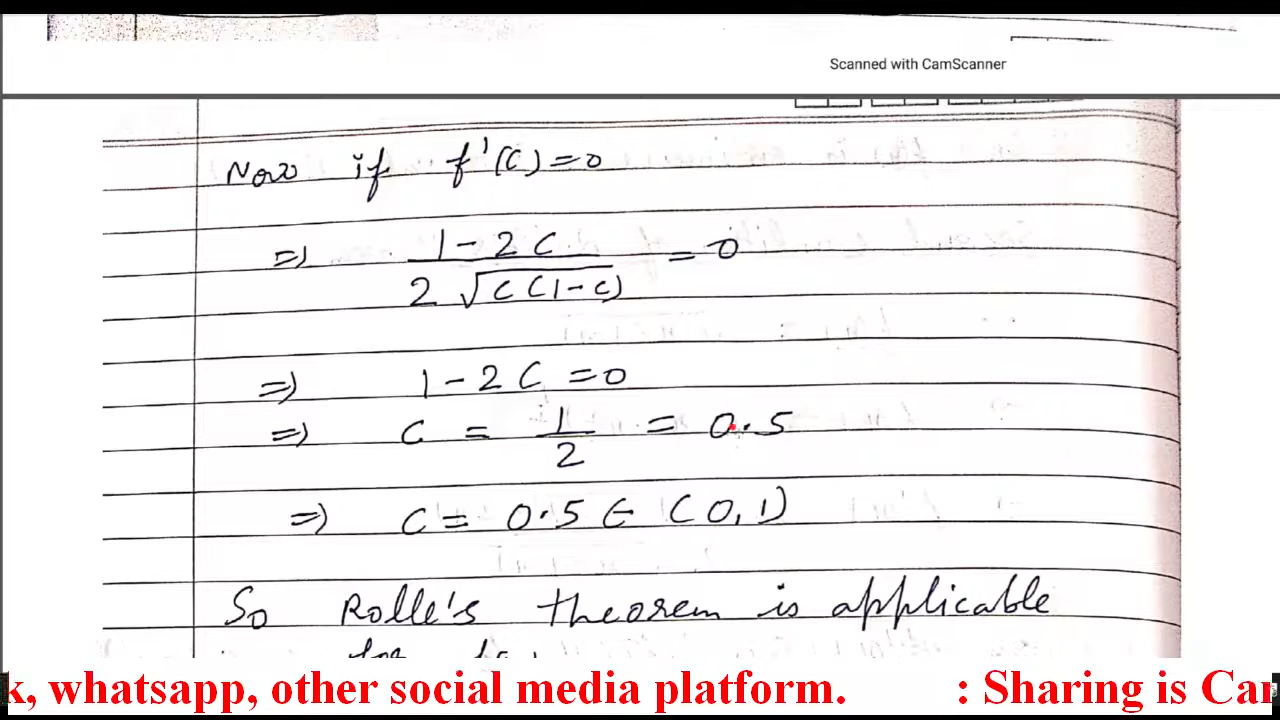 Scanned with CamScanner
Now if f'(c)=0
=> 1-2c / 2 √c(1-c) = 0
=> 1-2c =0
=> c = 1/2 = 0.5
=> c = 0.5 ∈ (0,1)
So Rolle's theorem is applicable
for
k, whatsapp, other social media platform. : Sharing is Car